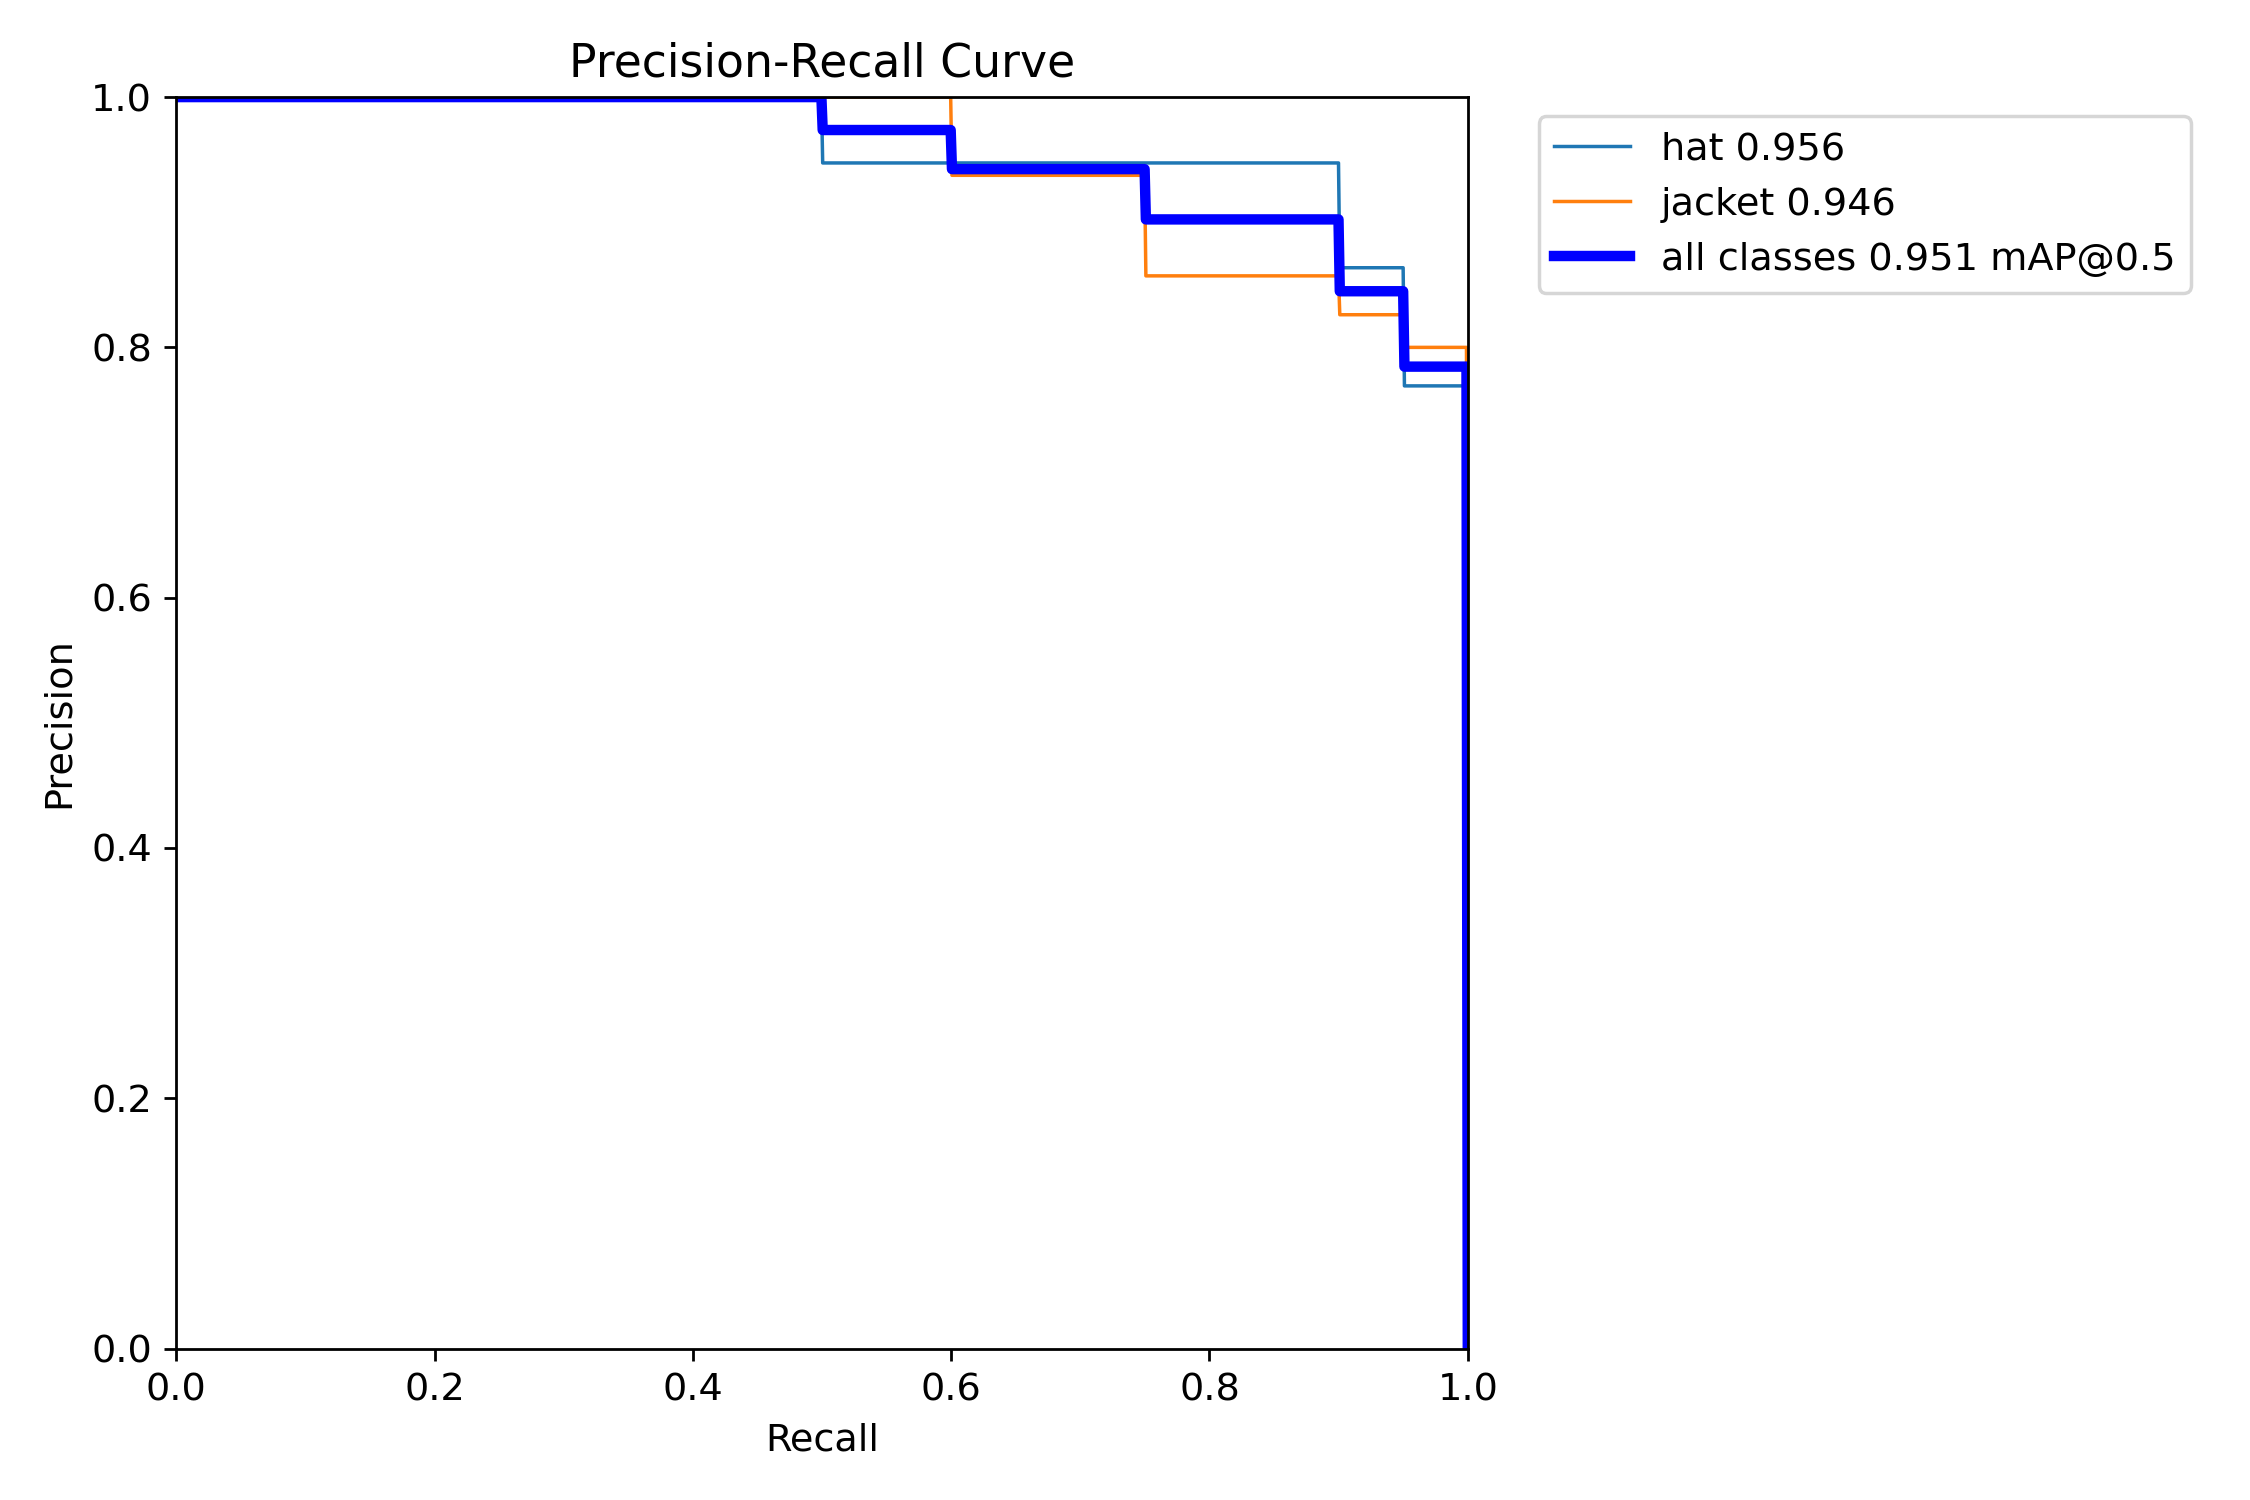 Precision-Recall Curve
1.0
0.8
0.6
0.4
0.2
0.0
Precision
0.0 0.2 0.4 0.6 0.8 1.0
Recall
hat 0.956
jacket 0.946
all classes 0.951 mAP@0.5